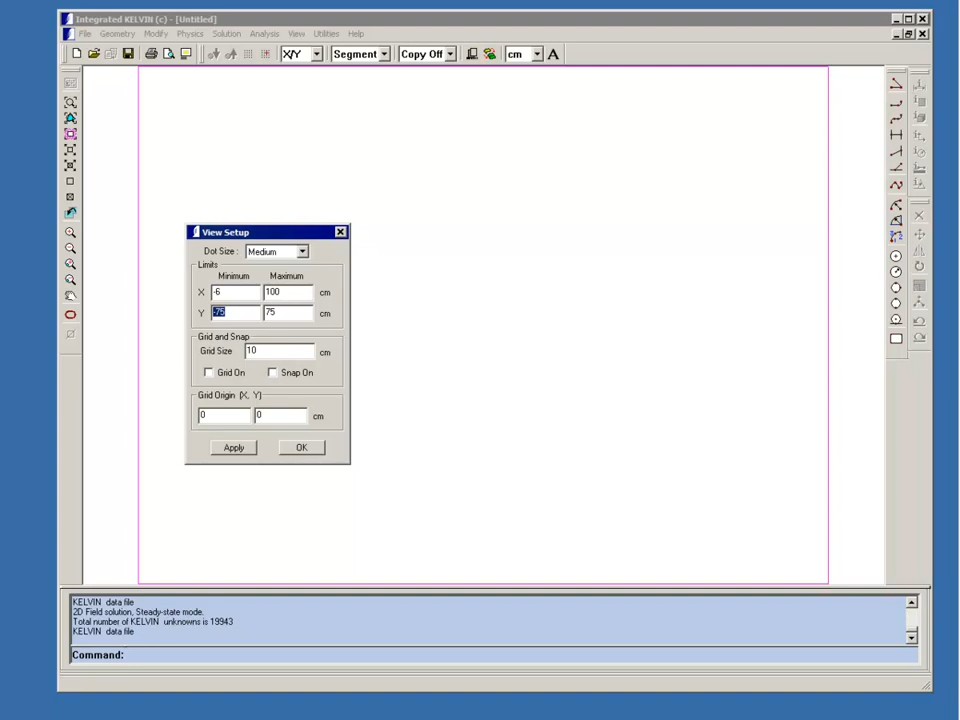 Integrated KELVIN (c) - [Untitled]
File Geometry Modify Physics Solution Analysis View Utilities Help
X/Y Segment Copy Off cm A
View Setup
Dot Size : Medium
Limits
Minimum Maximum
X -6 100 cm
Y -75 75 cm
Grid and Snap
Grid Size 10 cm
Grid On Snap On
Grid Origin (X, Y)
0 0 cm
Apply OK
KELVIN data file
2D Field solution, Steady-state mode.
Total number of KELVIN unknowns is 19943
KELVIN data file
Command: